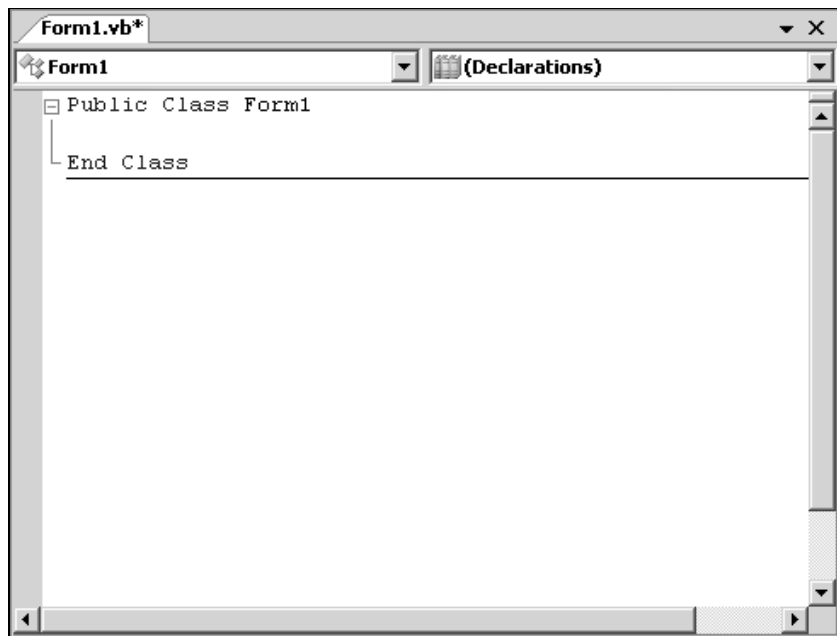 Form1.vb*
Form1
(Declarations)
Public Class Form1
End Class